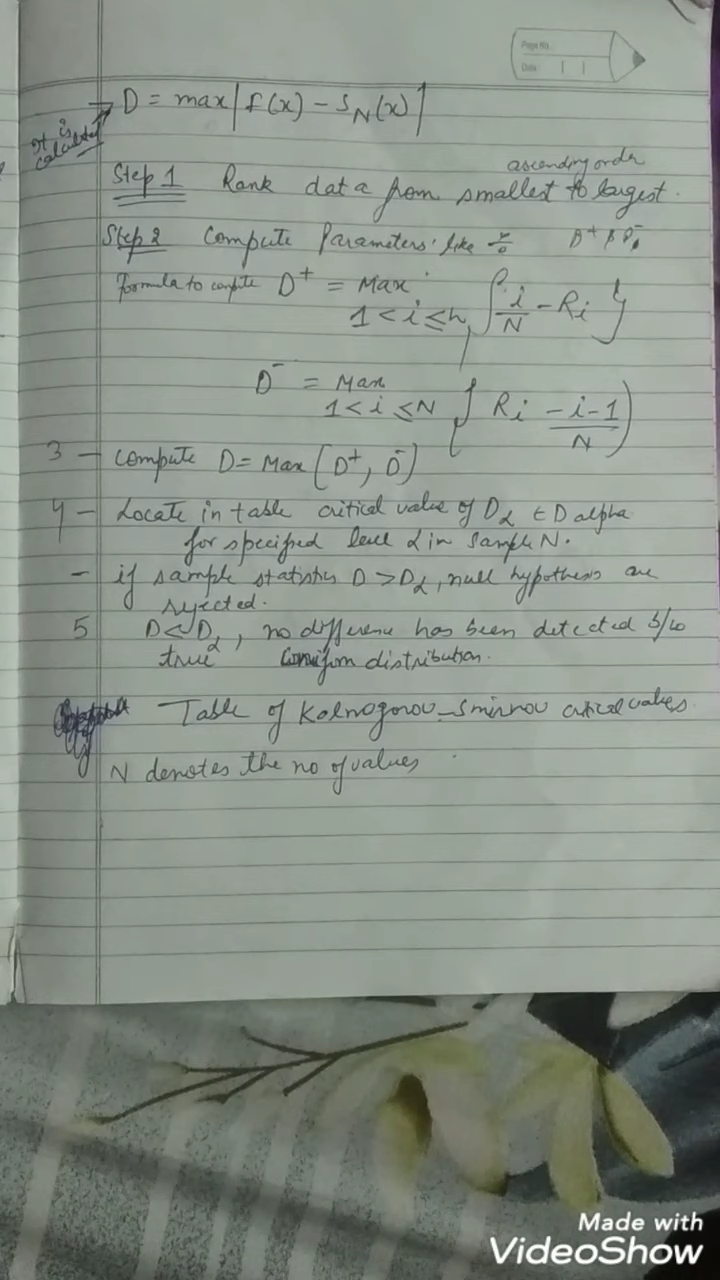 Page No.
Date:
→ D = max | f(x) - S_N(x) |
It is calculated
ascending order
Step 1 Rank data from smallest to largest.
Step 2 Compute Parameters like
Formula to compute D⁺ = Max 1 < i ≤ n { i/N - Ri }
D⁻ = Max 1 < i ≤ N { Ri - i-1/N }
3 - compute D = Max (D⁺, D⁻)
4 - Locate in table critical value of Dα
for specified level α in sample N.
- if sample statistics D > Dα, null hypothesis are
rejected.
5 D < Dα, no difference has been detected b/w
true uniform distribution.
Table of Kolmogorov-Smirnov critical values
N denotes the no of values
Made with
VideoShow